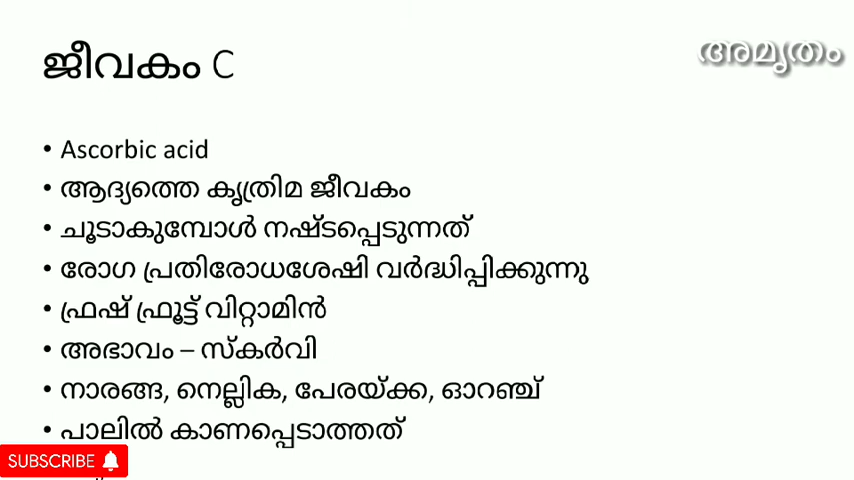 ജീവകം C
അമൃതം
• Ascorbic acid
• ആദ്യത്തെ കൃത്രിമ ജീവകം
• ചൂടാകുമ്പോൾ നഷ്ടപ്പെടുന്നത്
• രോഗ പ്രതിരോധശേഷി വർദ്ധിപ്പിക്കുന്നു
• ഫ്രഷ് ഫ്രൂട്ട് വിറ്റാമിൻ
• അഭാവം – സ്കർവി
• നാരങ്ങ, നെല്ലിക, പേരയ്ക്ക, ഓറഞ്ച്
• പാലിൽ കാണപ്പെടാത്തത്
SUBSCRIBE